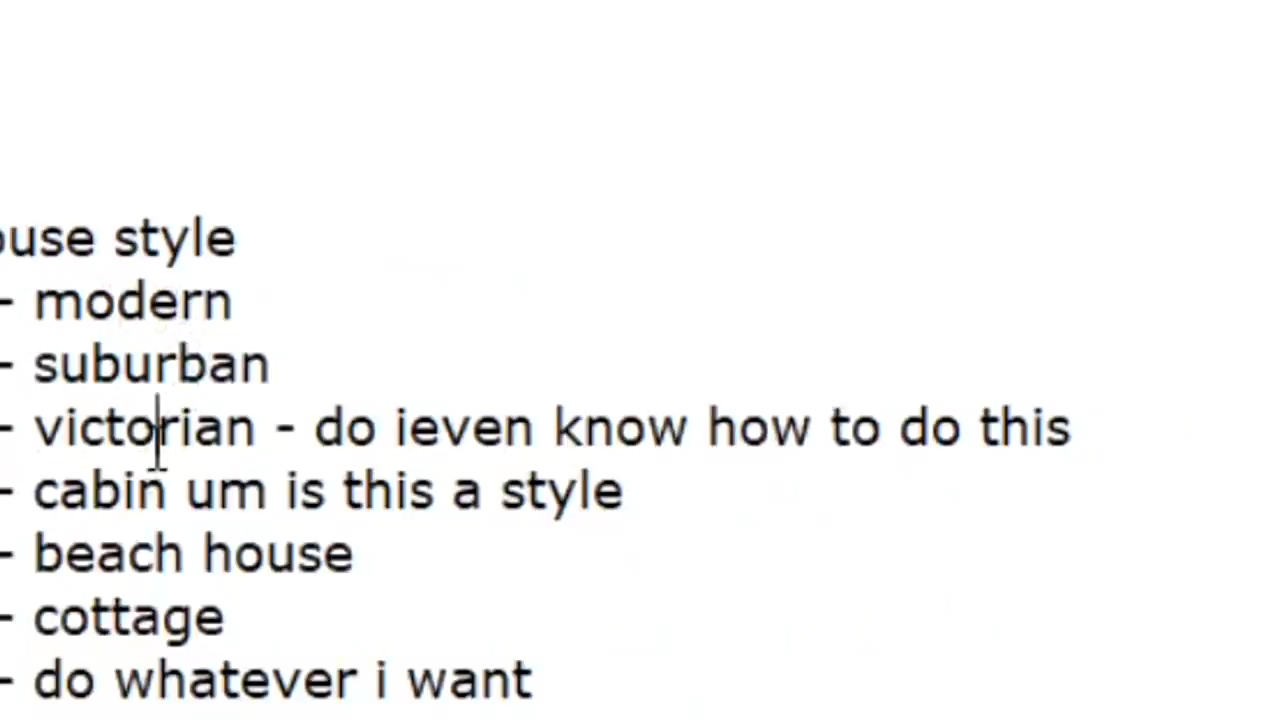 ouse style
- modern
- suburban
- victorian - do ieven know how to do this
- cabin um is this a style
- beach house
- cottage
- do whatever i want